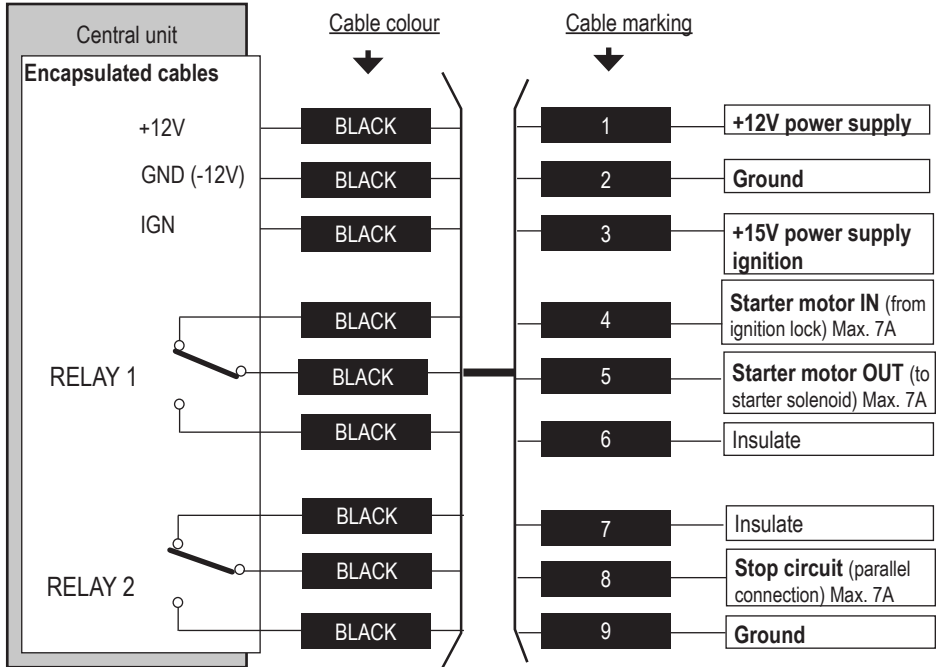 Central unit
Cable colour
Cable marking
Encapsulated cables
+12V
BLACK
1
+12V power supply
GND (-12V)
BLACK
2
Ground
IGN
BLACK
3
+15V power supply
ignition
BLACK
4
Starter motor IN (from
ignition lock) Max. 7A
RELAY 1
BLACK
5
Starter motor OUT (to
starter solenoid) Max. 7A
BLACK
6
Insulate
BLACK
7
Insulate
RELAY 2
BLACK
8
Stop circuit (parallel
connection) Max. 7A
BLACK
9
Ground